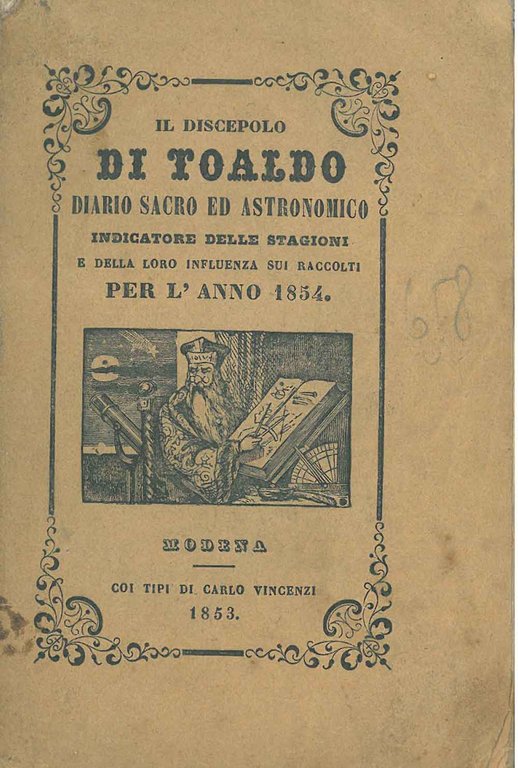 IL DISCEPOLO
DI TOALDO
DIARIO SACRO ED ASTRONOMICO
INDICATORE DELLE STAGIONI
E DELLA LORO INFLUENZA SUI RACCOLTI
PER L' ANNO 1854.
MODENA
COI TIPI DI CARLO VINCENZI
1853.